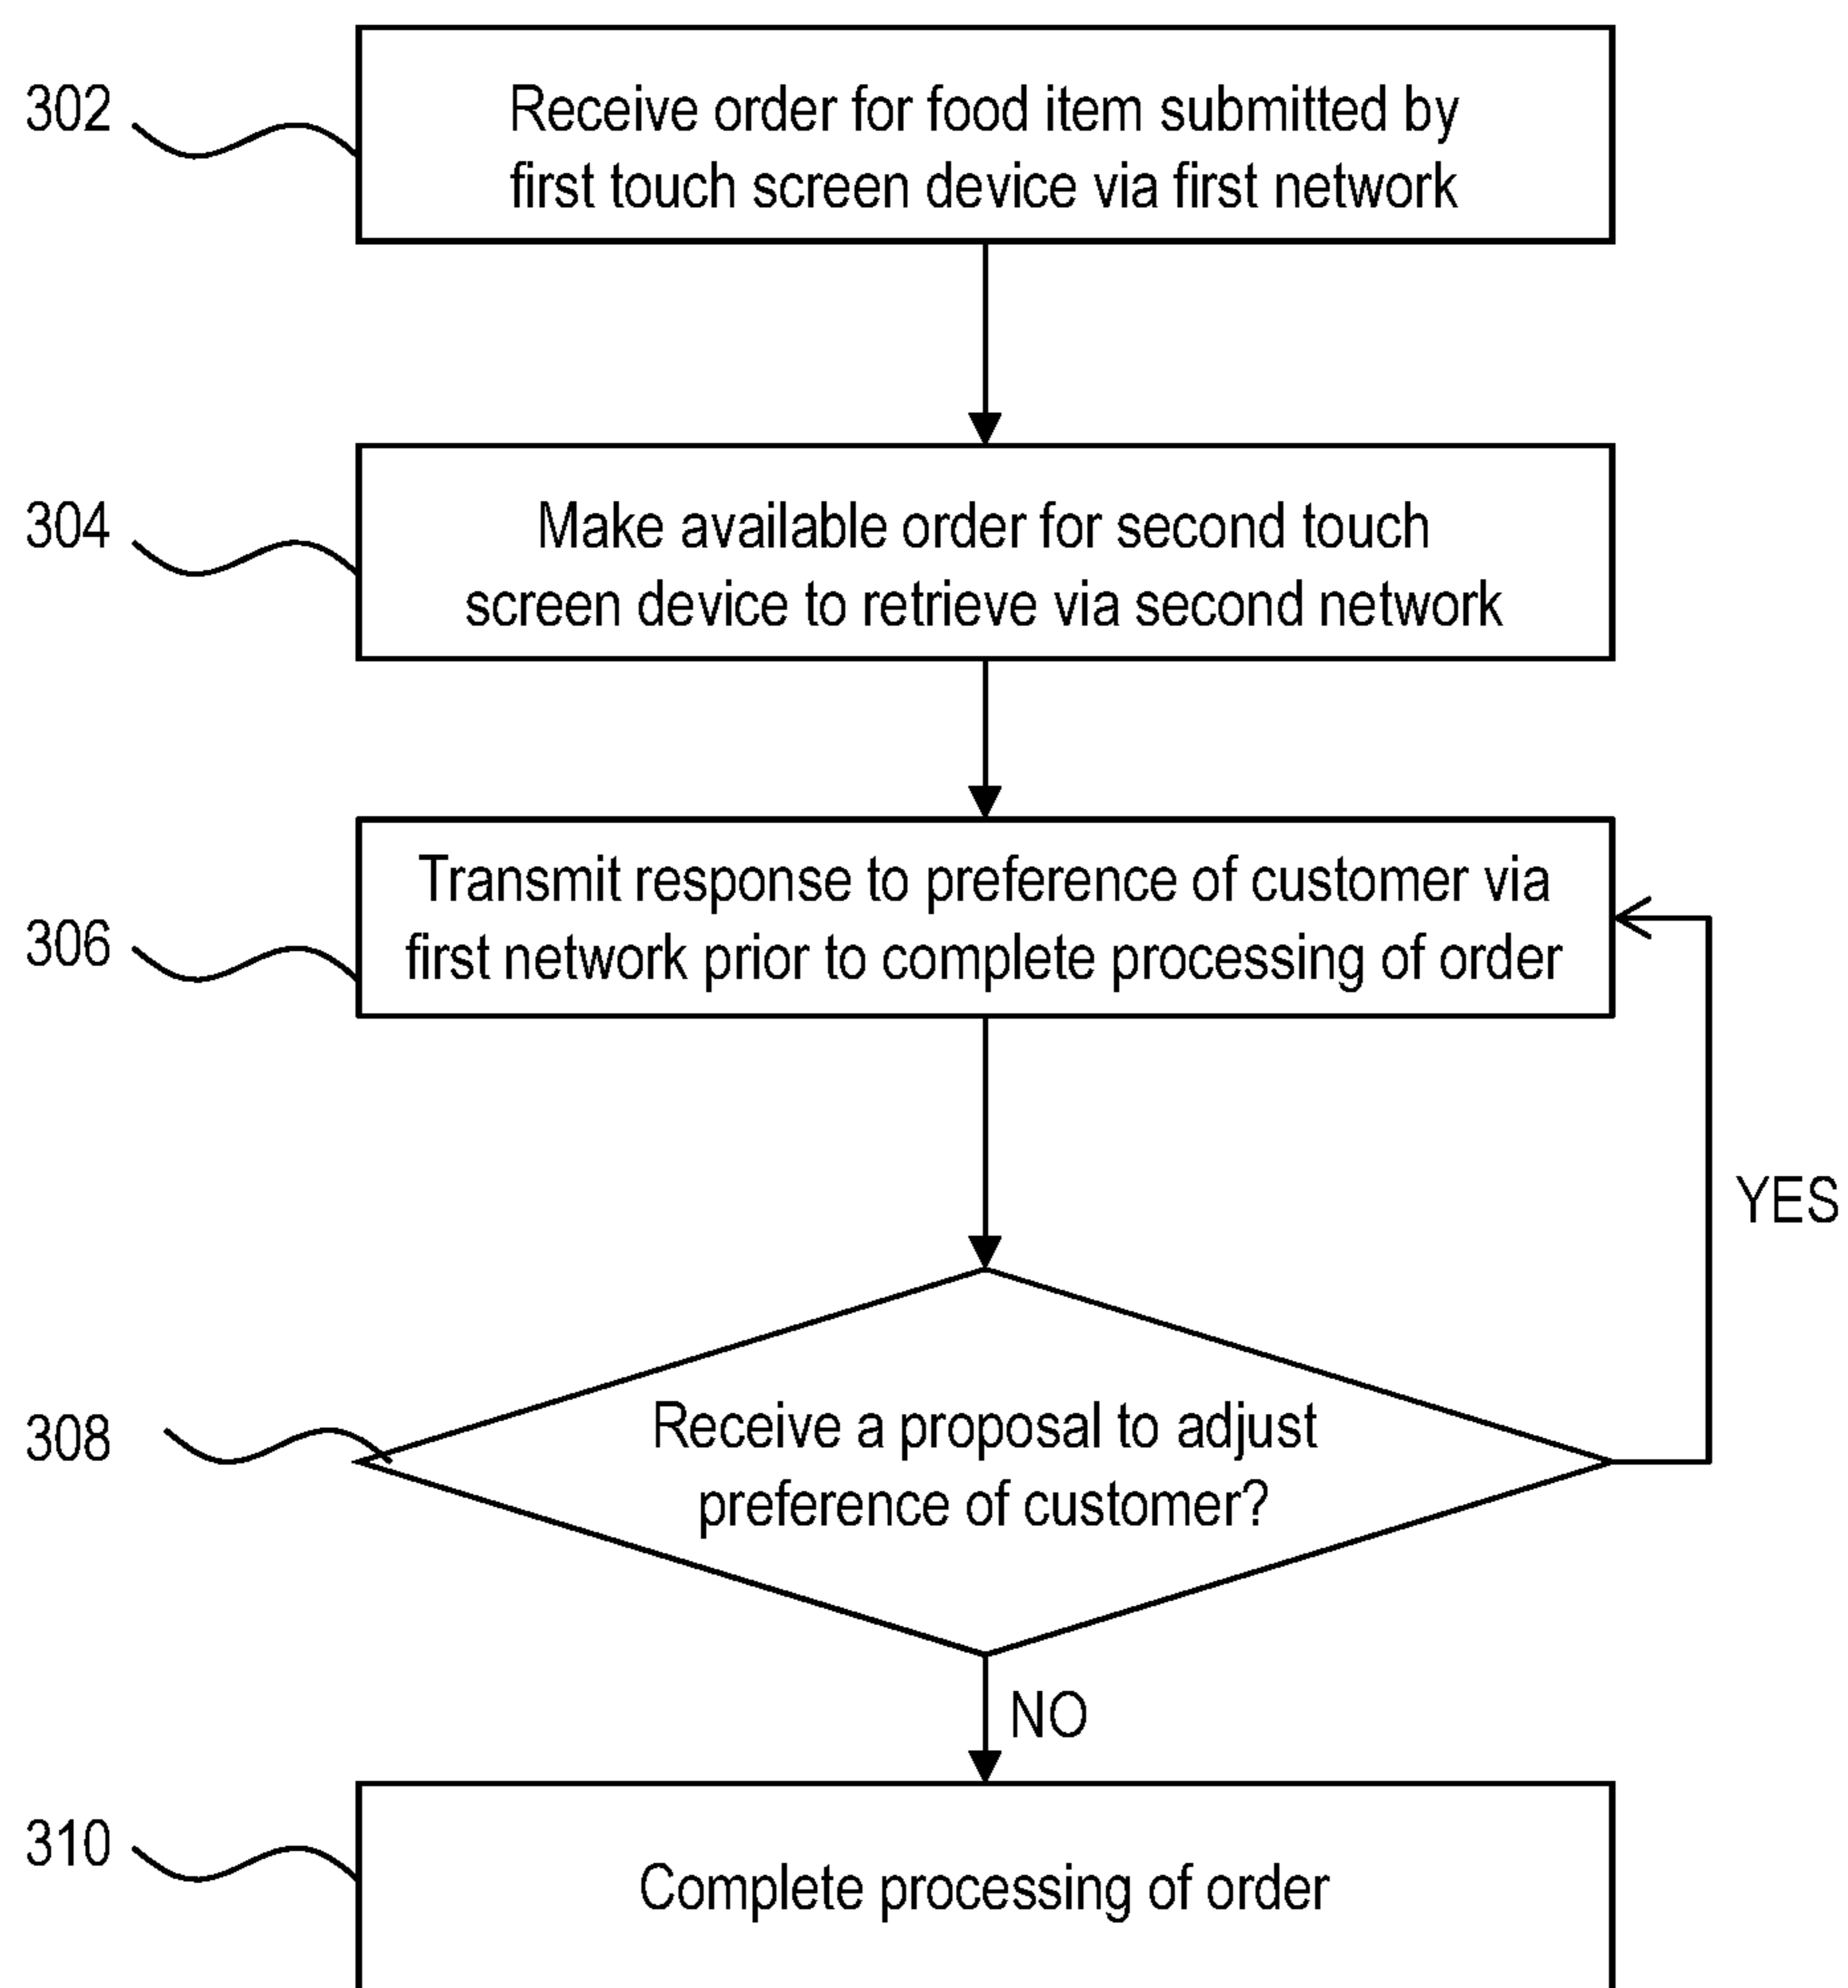 302
Receive order for food item submitted by
first touch screen device via first network
304
Make available order for second touch
screen device to retrieve via second network
306
Transmit response to preference of customer via
first network prior to complete processing of order
YES
308
Receive a proposal to adjust
preference of customer?
NO
310
Complete processing of order